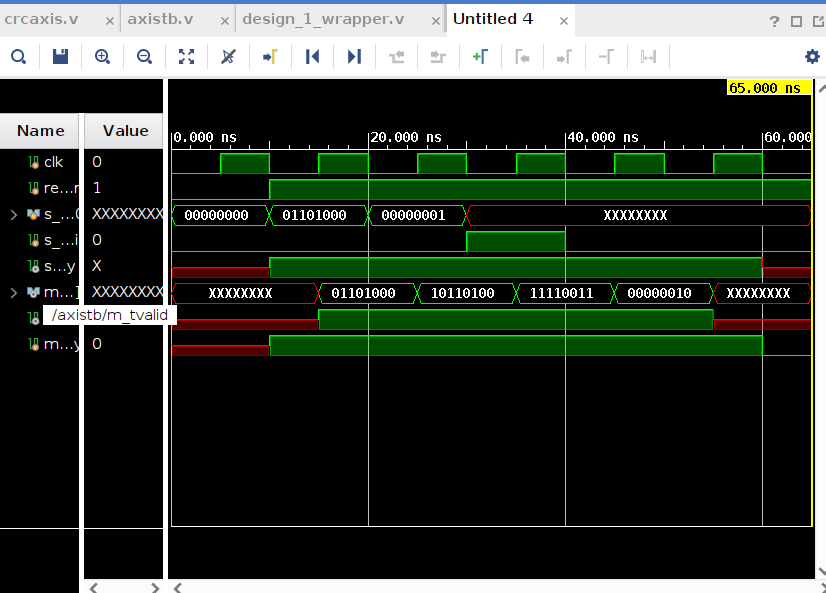 crcaxis.v × axistb.v × design_1_wrapper.v × Untitled 4 × ?
65.000 ns
Name Value 0.000 ns 20.000 ns 40.000 ns 60.000
clk 0
re...r 1
s_...0 XXXXXXXX 00000000 01101000 00000001 XXXXXXXX
s_...i 0
s...y X
m...] XXXXXXXX XXXXXXXX 01101000 10110100 11110011 00000010 XXXXXXXX
/axistb/m_tvalid
m...y 0